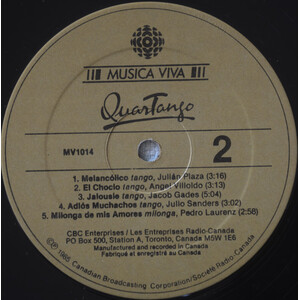 MUSICA VIVA
QuarTango
MV1014
2
1. Melancólico tango, Julián Plaza (3:16)
2. El Choclo tango, Angel Villoldo (3:23)
3. Jalousie tango, Jacob Gades (5:04)
4. Adiós Muchachos tango, Julio Sanders (3:22)
5. Milonga de mis Amores milonga, Pedro Laurenz (2:58)
CBC Enterprises / Les Entreprises Radio-Canada
PO Box 500, Station A, Toronto, Canada M5W 1E6
Manufactured and recorded in Canada
Fabriqué et enregistré au Canada
℗ 1985 Canadian Broadcasting Corporation/Société Radio-Canada